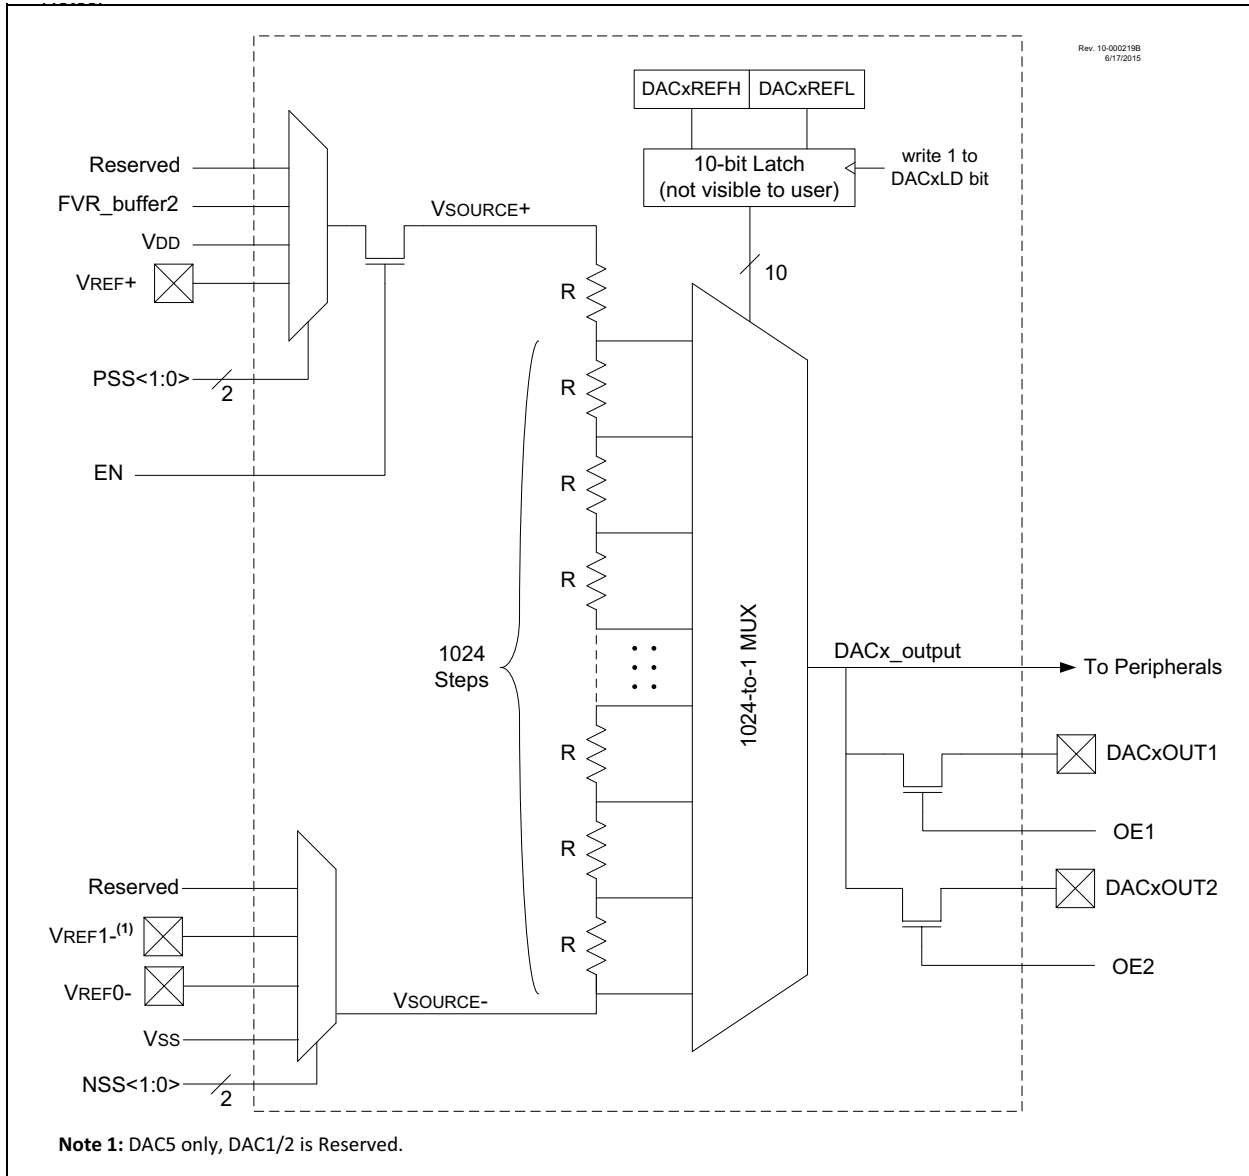 Rev. 10-000219B
6/17/2015
DACxREFH DACxREFL
Reserved
10-bit Latch
(not visible to user)
write 1 to
DACxLD bit
FVR_buffer2
VSOURCE+
VDD
VREF+
10
R
PSS<1:0>
2
R
EN
R
R
1024
Steps
1024-to-1 MUX
DACx_output
To Peripherals
R
DACxOUT1
OE1
R
Reserved
DACxOUT2
VREF1-(1)
R
OE2
VREF0-
VSOURCE-
VSS
NSS<1:0>
2
Note 1: DAC5 only, DAC1/2 is Reserved.